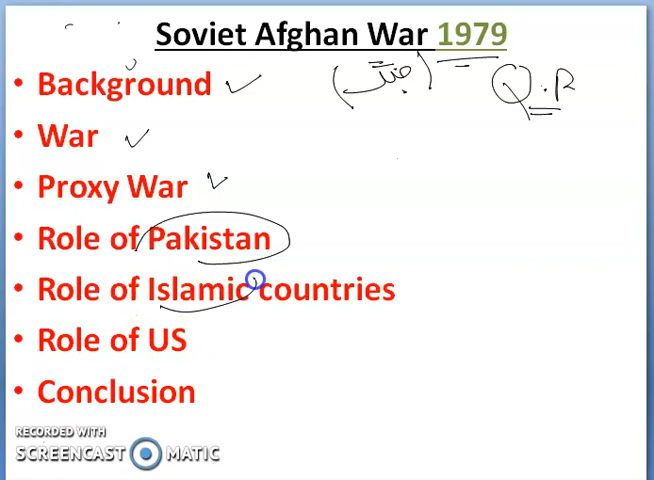 Soviet Afghan War 1979
(جنگ) Q.R
• Background
• War
• Proxy War
• Role of Pakistan
• Role of Islamic countries
• Role of US
• Conclusion
RECORDED WITH
SCREENCAST MATIC